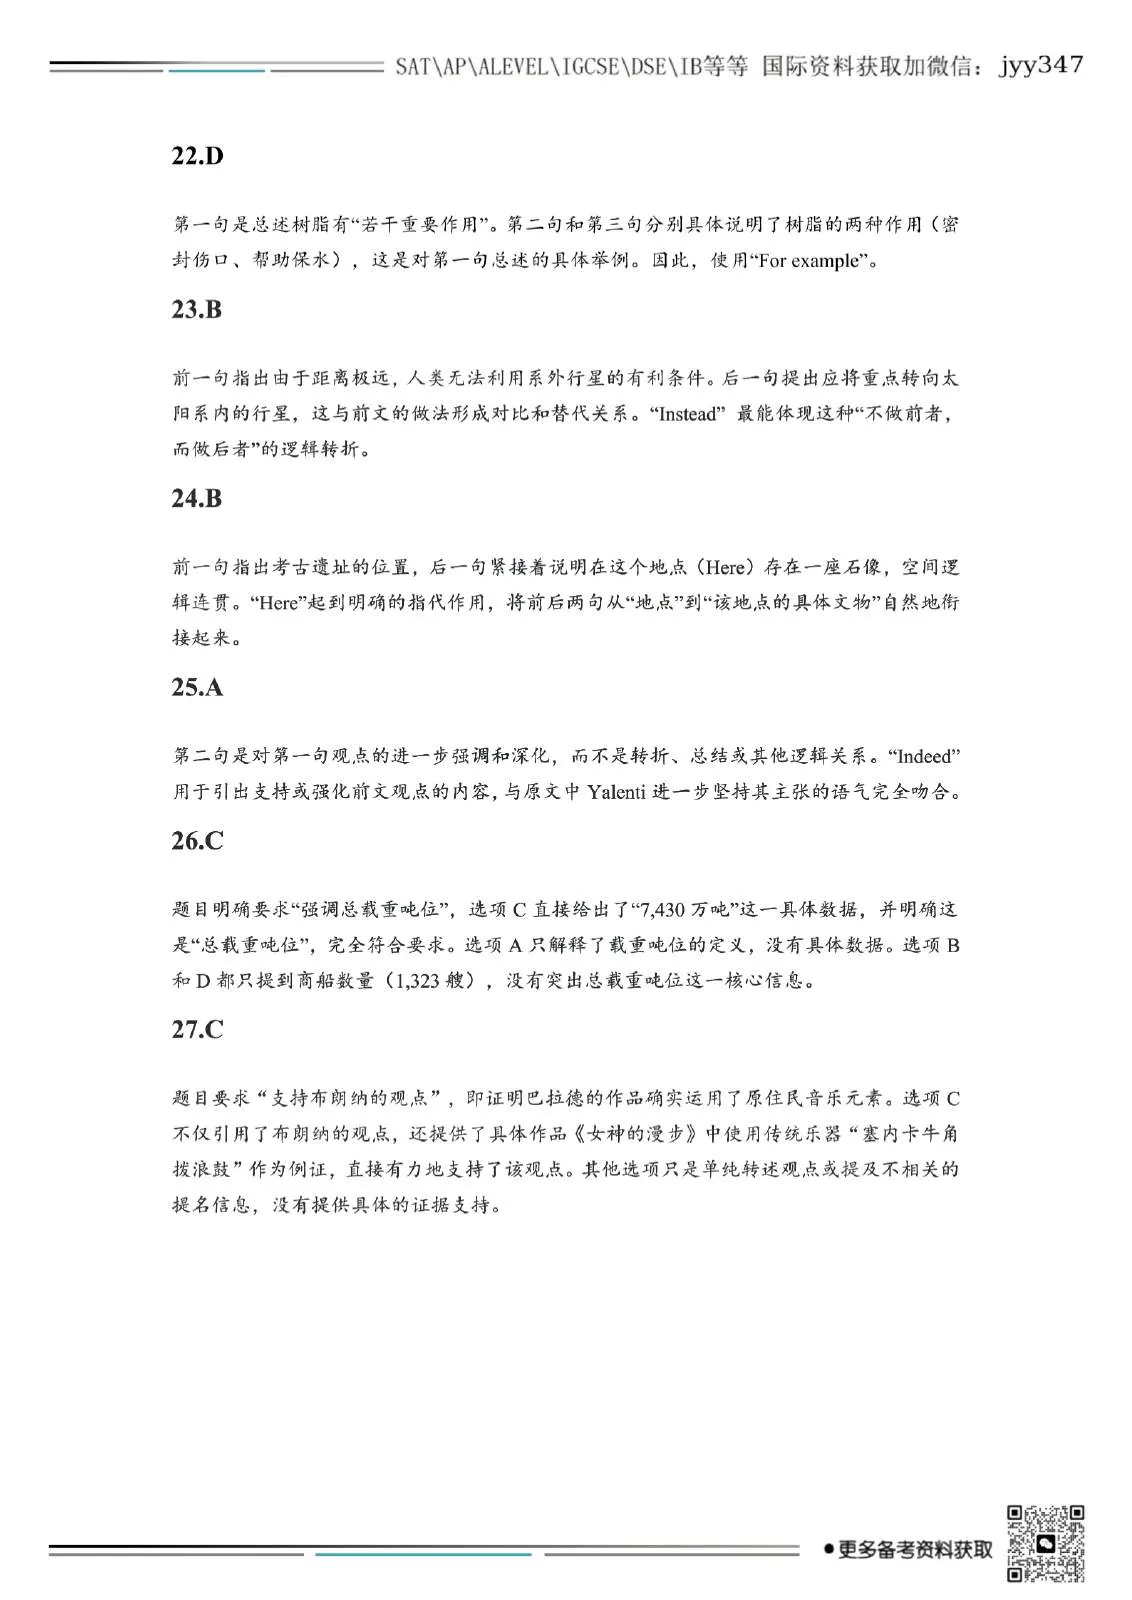 SAT\AP\ALEVEL\IGCSE\DSE\IB等等 国际资料获取加微信：jyy347
22.D
第一句是总述树脂有“若干重要作用”。第二句和第三句分别具体说明了树脂的两种作用（密
封伤口、帮助保水），这是对第一句总述的具体举例。因此，使用“For example”。
23.B
前一句指出由于距离极远，人类无法利用系外行星的有利条件。后一句提出应将重点转向太
阳系内的行星，这与前文的做法形成对比和替代关系。“Instead” 最能体现这种“不做前者，
而做后者”的逻辑转折。
24.B
前一句指出考古遗址的位置，后一句紧接着说明在这个地点（Here）存在一座石像，空间逻
辑连贯。“Here”起到明确的指代作用，将前后两句从“地点”到“该地点的具体文物”自然地衔
接起来。
25.A
第二句是对第一句观点的进一步强调和深化，而不是转折、总结或其他逻辑关系。“Indeed”
用于引出支持或强化前文观点的内容，与原文中 Yalenti 进一步坚持其主张的语气完全吻合。
26.C
题目明确要求“强调总载重吨位”，选项 C 直接给出了“7,430 万吨”这一具体数据，并明确这
是“总载重吨位”，完全符合要求。选项 A 只解释了载重吨位的定义，没有具体数据。选项 B
和 D 都只提到商船数量（1,323 艘），没有突出总载重吨位这一核心信息。
27.C
题目要求“支持布朗纳的观点”，即证明巴拉德的作品确实运用了原住民音乐元素。选项 C
不仅引用了布朗纳的观点，还提供了具体作品《女神的漫步》中使用传统乐器“塞内卡牛角
拨浪鼓”作为例证，直接有力地支持了该观点。其他选项只是单纯转述观点或提及不相关的
提名信息，没有提供具体的证据支持。
●更多备考资料获取